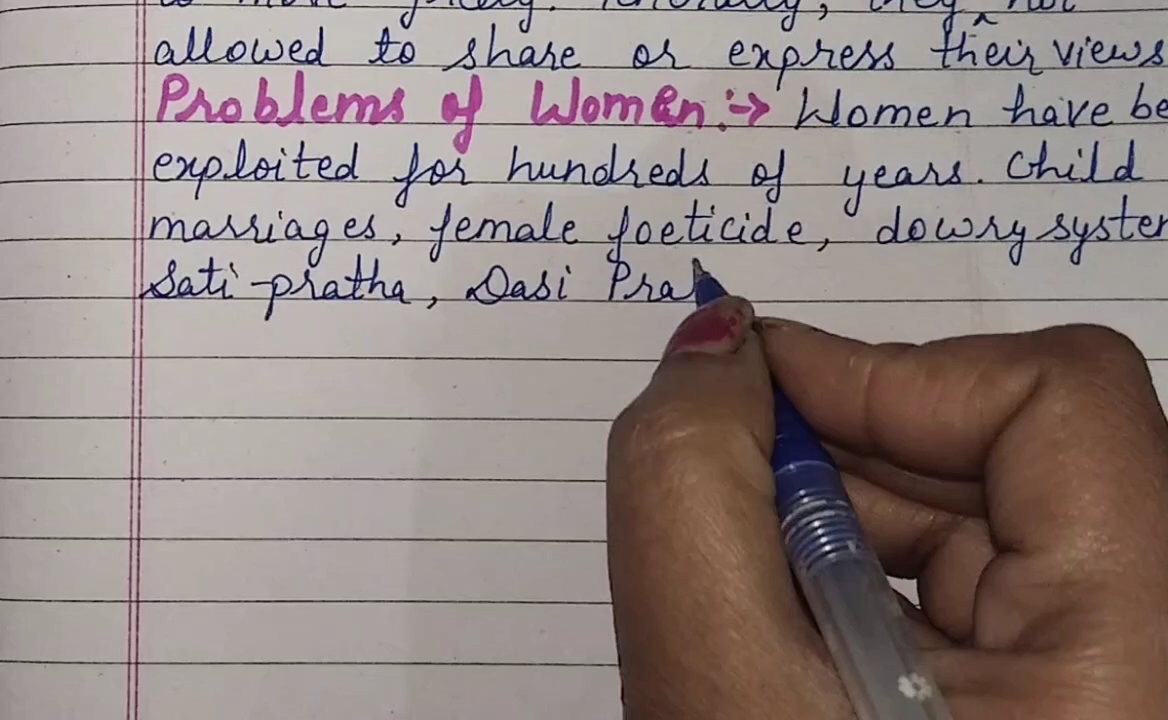 allowed to share or express their views
Problems of Women :→ Women have be
exploited for hundreds of years. Child
marriages, female foeticide, dowry syster
Sati-pratha, Dasi Pra